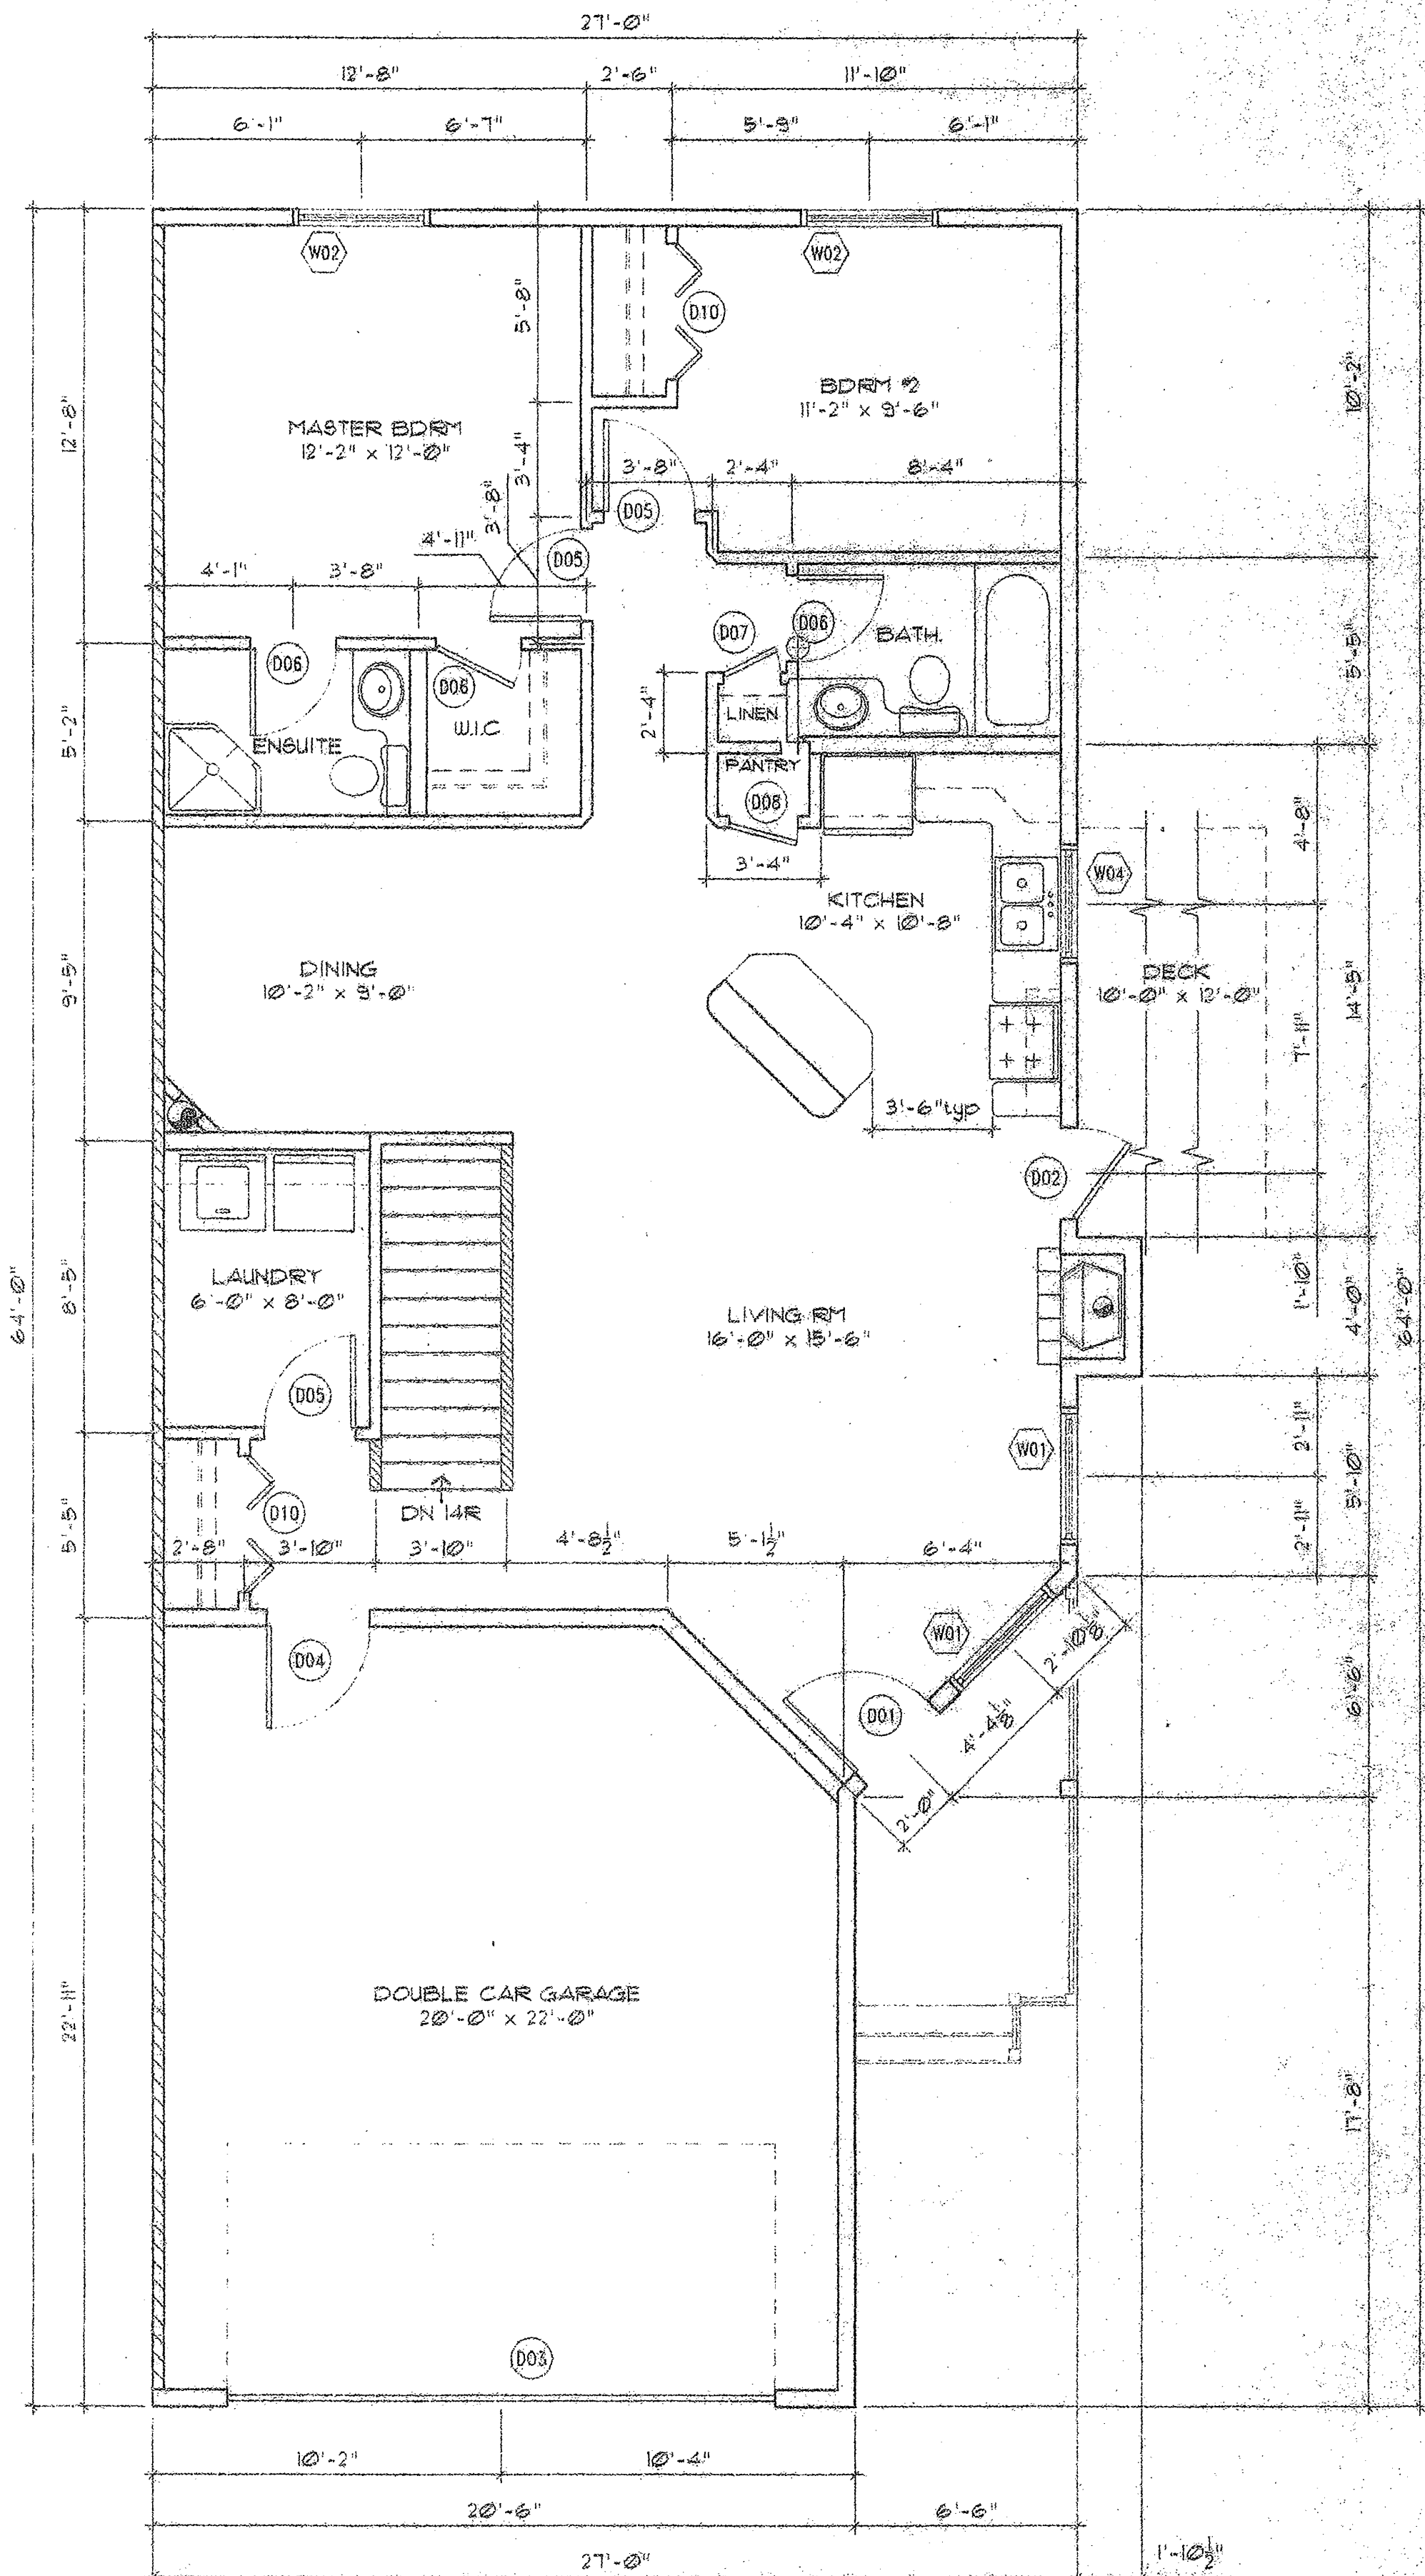 27'-0"
12'-8" 2'-6" 11'-10"
6'-1" 6'-7" 5'-9" 6'-1"
W02 W02
5'-8"
D10
10'-2"
BDRM #2
11'-2" x 9'-6"
12'-8"
MASTER BDRM
12'-2" x 12'-0"
3'-4"
3'-8" 2'-4" 8'-4"
3'-8"
D05
4'-11"
D05
4'-1" 3'-8"
D07 D06 BATH.
5'-5"
D06 D06
2'-4"
LINEN
W.I.C
5'-2"
ENSUITE
PANTRY
D08
4'-8"
3'-4"
W04
KITCHEN
10'-4" x 10'-8"
DINING
10'-2" x 9'-0"
9'-5"
DECK
10'-0" x 12'-0"
14'-5"
7'-11"
3'-6"typ
D02
LAUNDRY
6'-0" x 8'-0"
8'-5"
64'-0"
1'-10"
4'-0"
64'-0"
LIVING RM
16'-0" x 15'-6"
D05
2'-11"
W01
5'-10"
D10
DN 14R
5'-5"
2'-11"
2'-8" 3'-10" 3'-10" 4'-8½" 5'-1½" 6'-4"
W01
2'-10⅜"
D04
6'-6"
D01
4'-4⅛"
2'-0"
DOUBLE CAR GARAGE
20'-0" x 22'-0"
22'-11"
17'-8"
D03
10'-2" 10'-4"
20'-6" 6'-6"
27'-0" 1'-10½"